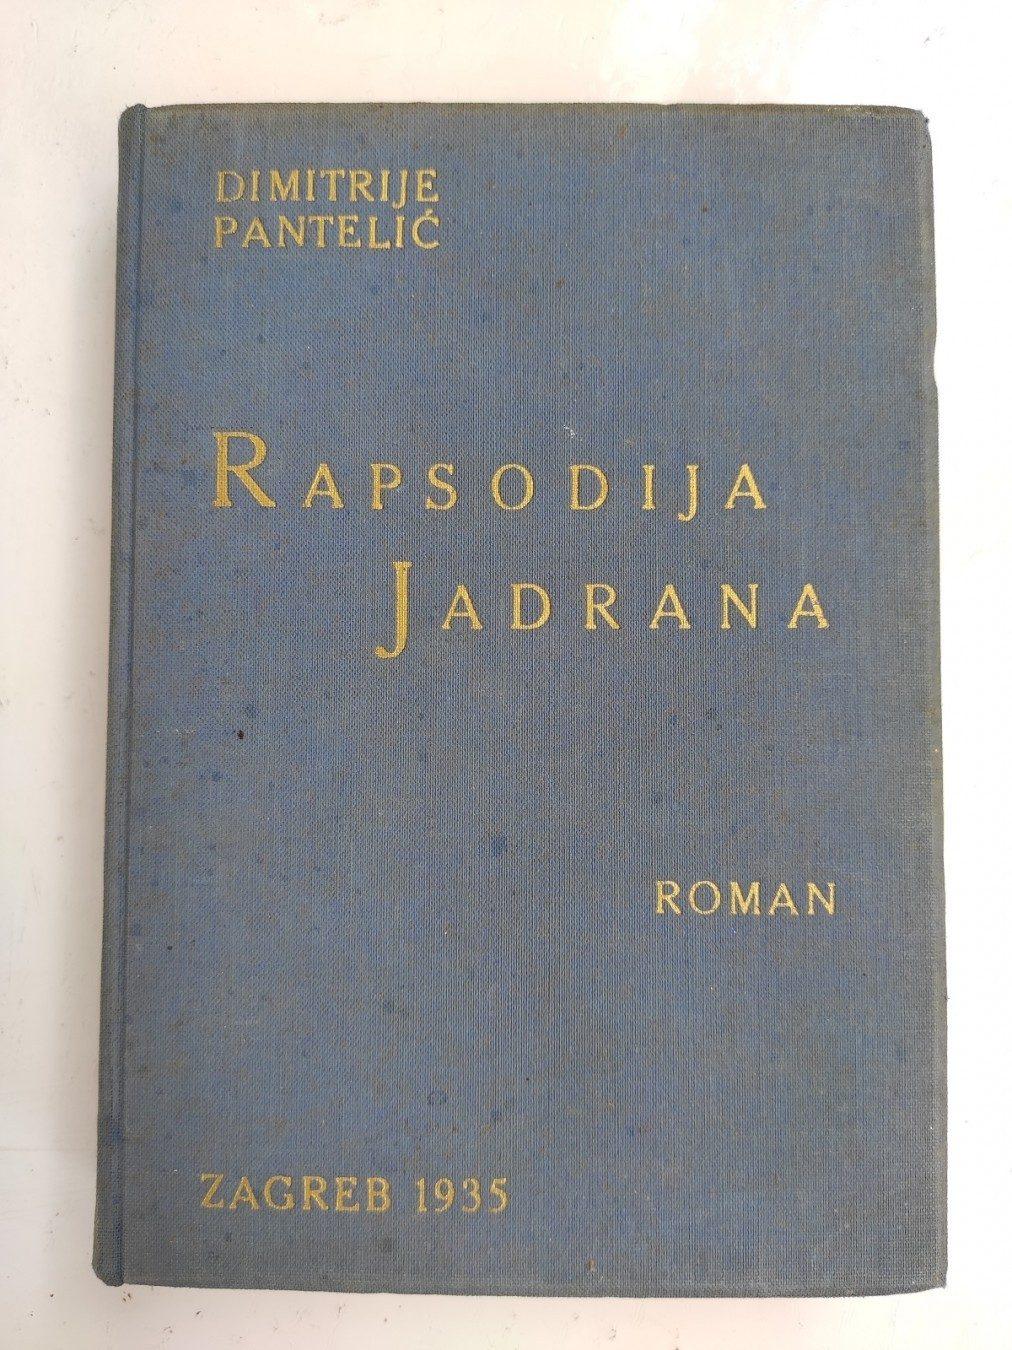 DIMITRIJE
PANTELIĆ
RAPSODIJA
JADRANA
ROMAN
ZAGREB 1935